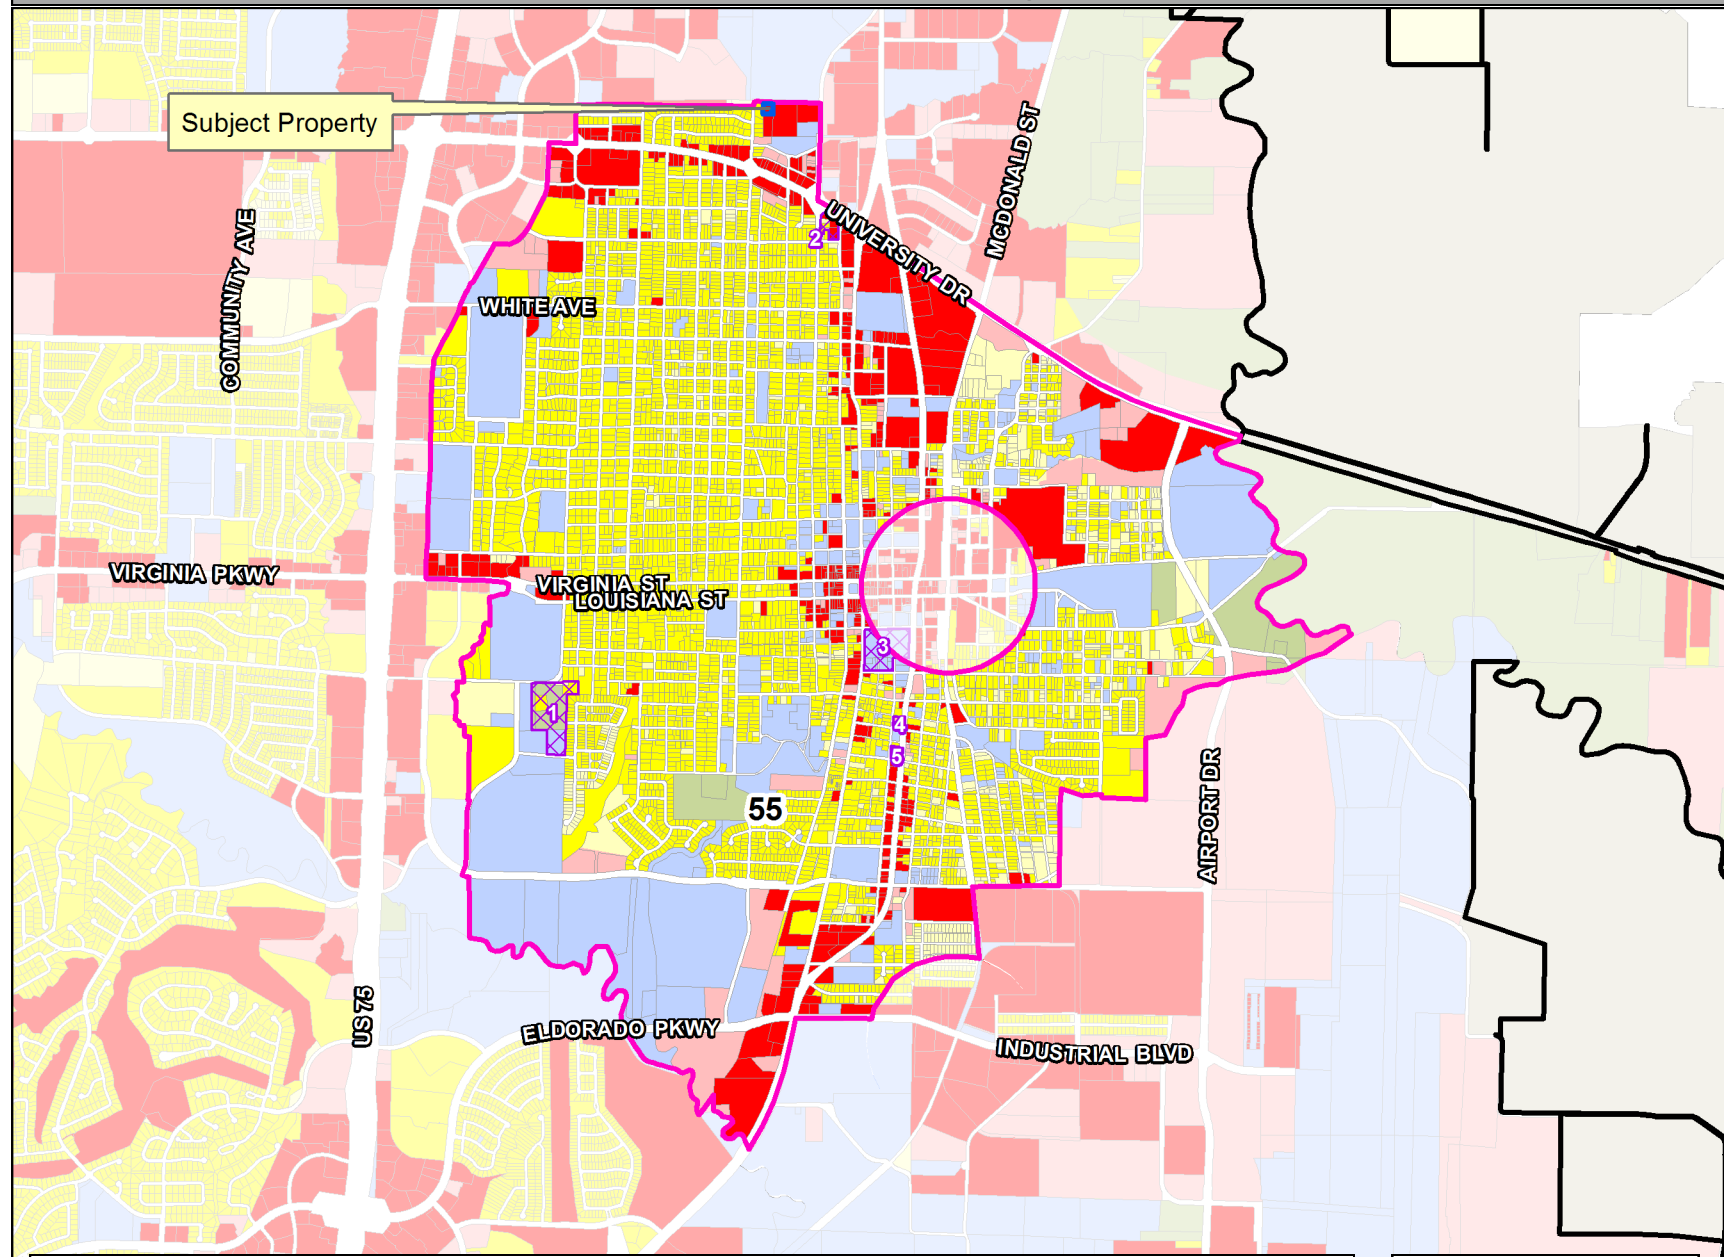 Subject Property
MCDONALD ST
UNIVERSITY DR
2
COMMUNITY AVE
WHITE AVE
VIRGINIA PKWY
VIRGINIA ST
LOUISIANA ST
3
1
4
5
55
AIRPORT DR
US 75
ELDORADO PKWY
INDUSTRIAL BLVD